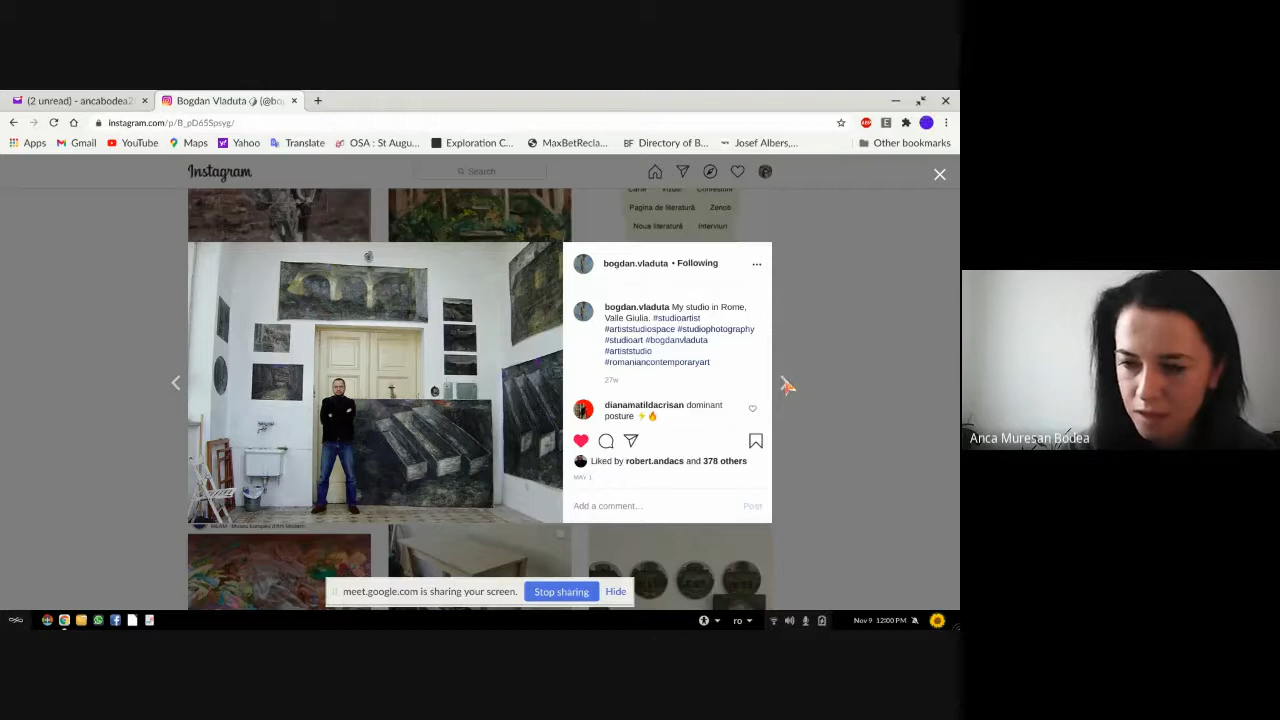 (2 unread) - ancabodea2
Bogdan Vladuta
instagram.com/p/B_pD65Spsyg/
Apps
Gmail
YouTube
Maps
Yahoo
Translate
OSA : St Augu...
Exploration C...
MaxBetRecla...
BF Directory of B...
Josef Albers,...
Other bookmarks
Instagram
Search
Pagina de literatură Zenob
Noua literatură Interviuri
bogdan.vladuta • Following
bogdan.vladuta My studio in Rome,
Valle Giulia. #studioartist
#artiststudiospace #studiophotography
#studioart #bogdanvladuta
#artiststudio
#romaniancontemporaryart
27w
dianamatildacrisan dominant
posture ⚡🔥
Liked by robert.andacs and 378 others
MAY 1
Add a comment... Post
meet.google.com is sharing your screen. Stop sharing Hide
ro
Nov 9 12:00 PM
Anca Muresan Bodea